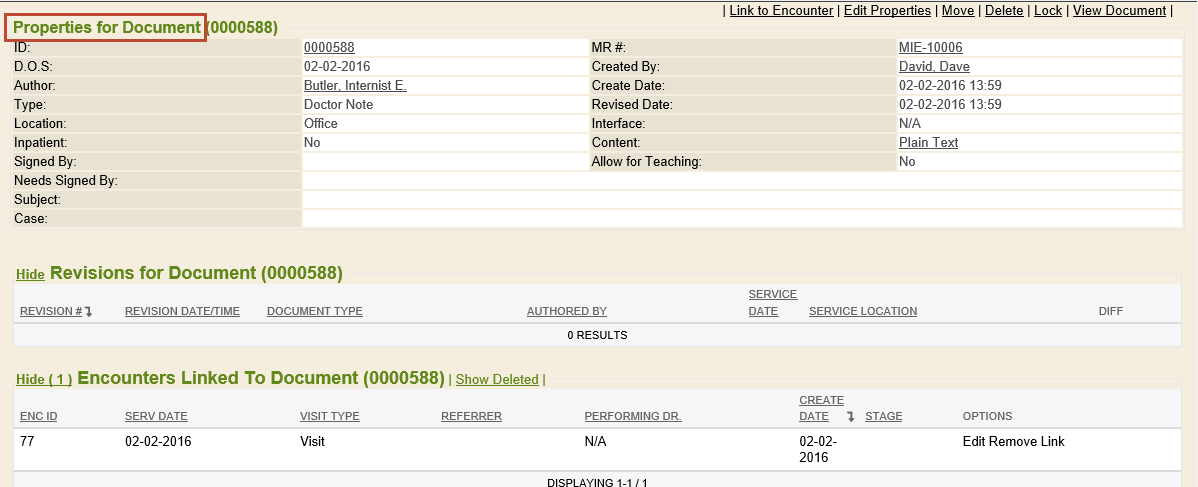 | Link to Encounter | Edit Properties | Move | Delete | Lock | View Document |
Properties for Document (0000588)
ID: 0000588 MR #: MIE-10006
D.O.S: 02-02-2016 Created By: David, Dave
Author: Butler, Internist E. Create Date: 02-02-2016 13:59
Type: Doctor Note Revised Date: 02-02-2016 13:59
Location: Office Interface: N/A
Inpatient: No Content: Plain Text
Signed By: Allow for Teaching: No
Needs Signed By:
Subject:
Case:
Hide Revisions for Document (0000588)
REVISION # REVISION DATE/TIME DOCUMENT TYPE AUTHORED BY SERVICE DATE SERVICE LOCATION DIFF
0 RESULTS
Hide ( 1 ) Encounters Linked To Document (0000588) | Show Deleted |
ENC ID SERV DATE VISIT TYPE REFERRER PERFORMING DR. CREATE DATE STAGE OPTIONS
77 02-02-2016 Visit N/A 02-02-2016 Edit Remove Link
DISPLAYING 1-1 / 1